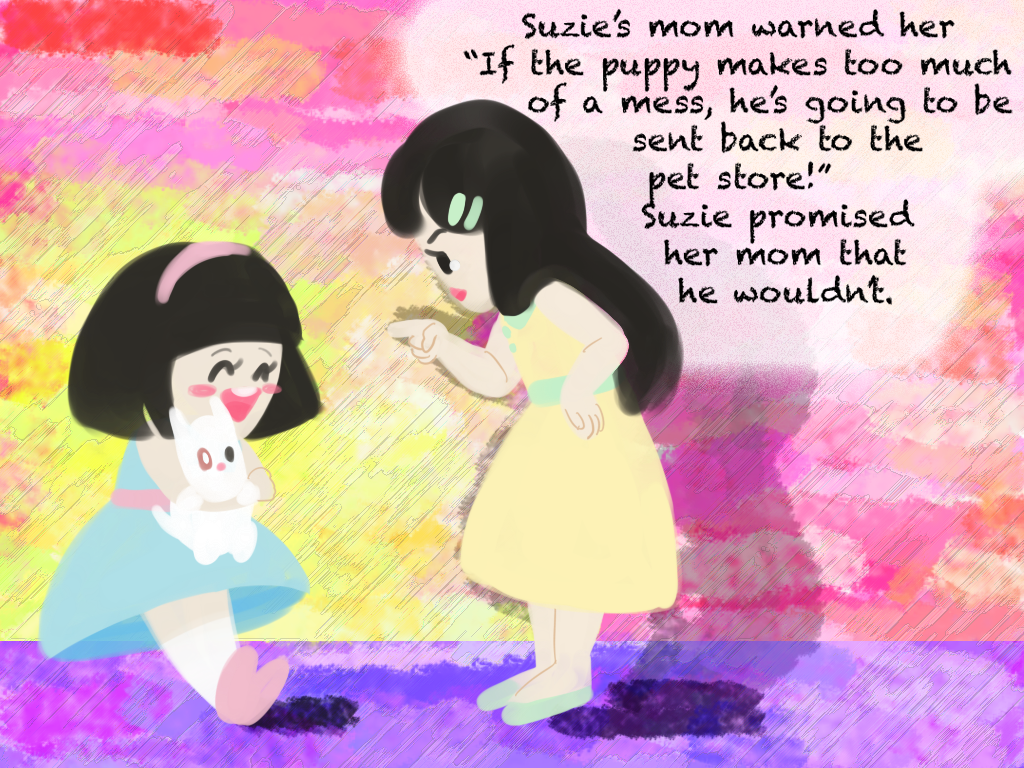 Suzie's mom warned her
"If the puppy makes too much
of a mess, he's going to be
sent back to the
pet store!"
Suzie promised
her mom that
he wouldn't.